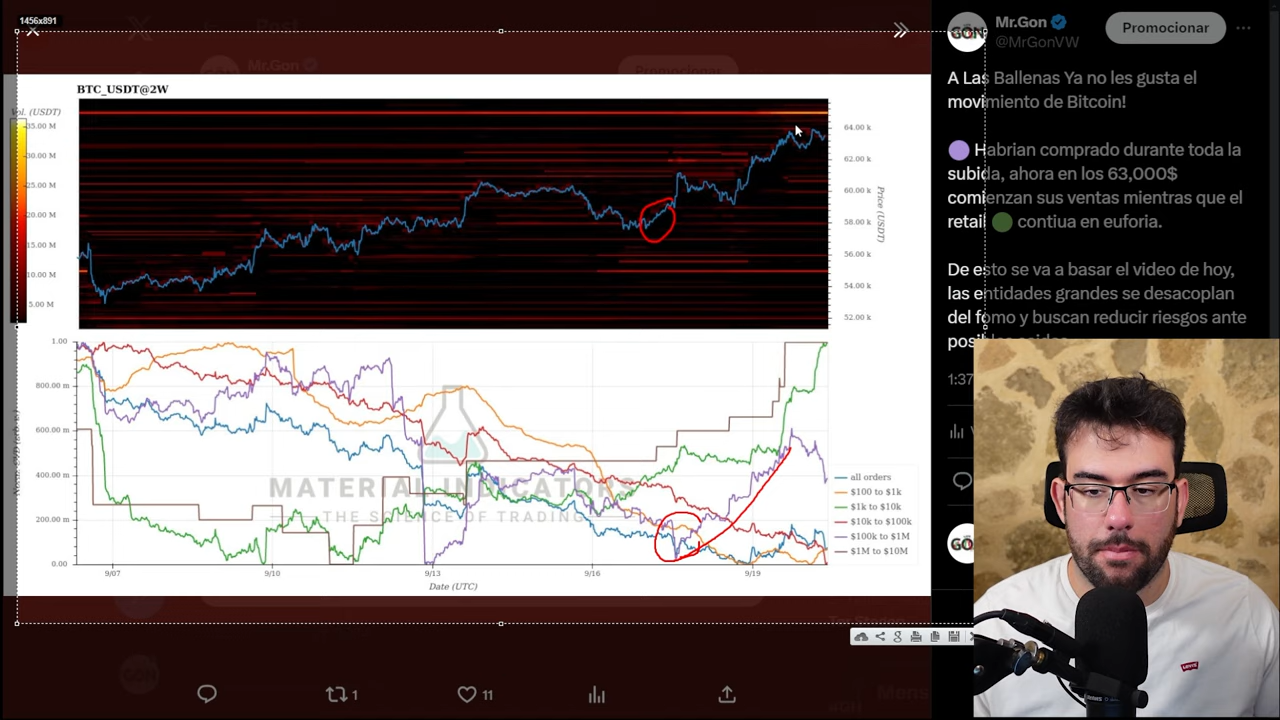 1456x891
Mr.Gon
@MrGonVW
Promocionar
A Las Ballenas Ya no les gusta el
movimiento de Bitcoin!
Habrian comprado durante toda la
subida, ahora en los 63,000$
comienzan sus ventas mientras que el
retail contiua en euforia.
De esto se va a basar el video de hoy,
las entidades grandes se desacoplan
del fomo y buscan reducir riesgos ante
BTC_USDT@2W
Vol. (USDT)
35.00 M
30.00 M
25.00 M
20.00 M
15.00 M
10.00 M
5.00 M
64.00 k
62.00 k
60.00 k
58.00 k
56.00 k
54.00 k
52.00 k
Price (USDT)
1.00
800.00 m
600.00 m
400.00 m
200.00 m
0.00
MATERIAL INDICATORS
THE SCIENCE OF TRADING
all orders
$100 to $1k
$1k to $10k
$10k to $100k
$100k to $1M
$1M to $10M
9/07
9/10
9/13
9/16
9/19
Date (UTC)
1
11